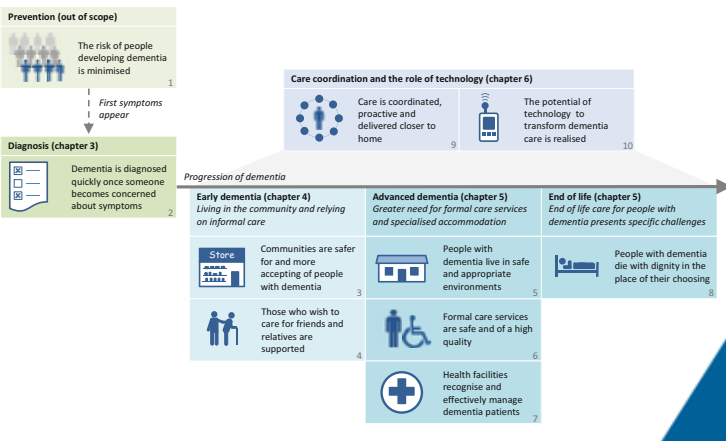 Prevention (out of scope)
The risk of people
developing dementia
is minimised
1
First symptoms
appear
Diagnosis (chapter 3)
Dementia is diagnosed
quickly once someone
becomes concerned
about symptoms
2
Care coordination and the role of technology (chapter 6)
Care is coordinated,
proactive and
delivered closer to
home
9
The potential of
technology to
transform dementia
care is realised
10
Progression of dementia
Early dementia (chapter 4)
Living in the community and relying
on informal care
Store
Communities are safer
for and more
accepting of people
with dementia
3
Those who wish to
care for friends and
relatives are
supported
4
Advanced dementia (chapter 5)
Greater need for formal care services
and specialised accommodation
People with
dementia live in safe
and appropriate
environments
5
Formal care services
are safe and of a high
quality
6
Health facilities
recognise and
effectively manage
dementia patients
7
End of life (chapter 5)
End of life care for people with
dementia presents specific challenges
People with dementia
die with dignity in the
place of their choosing
8